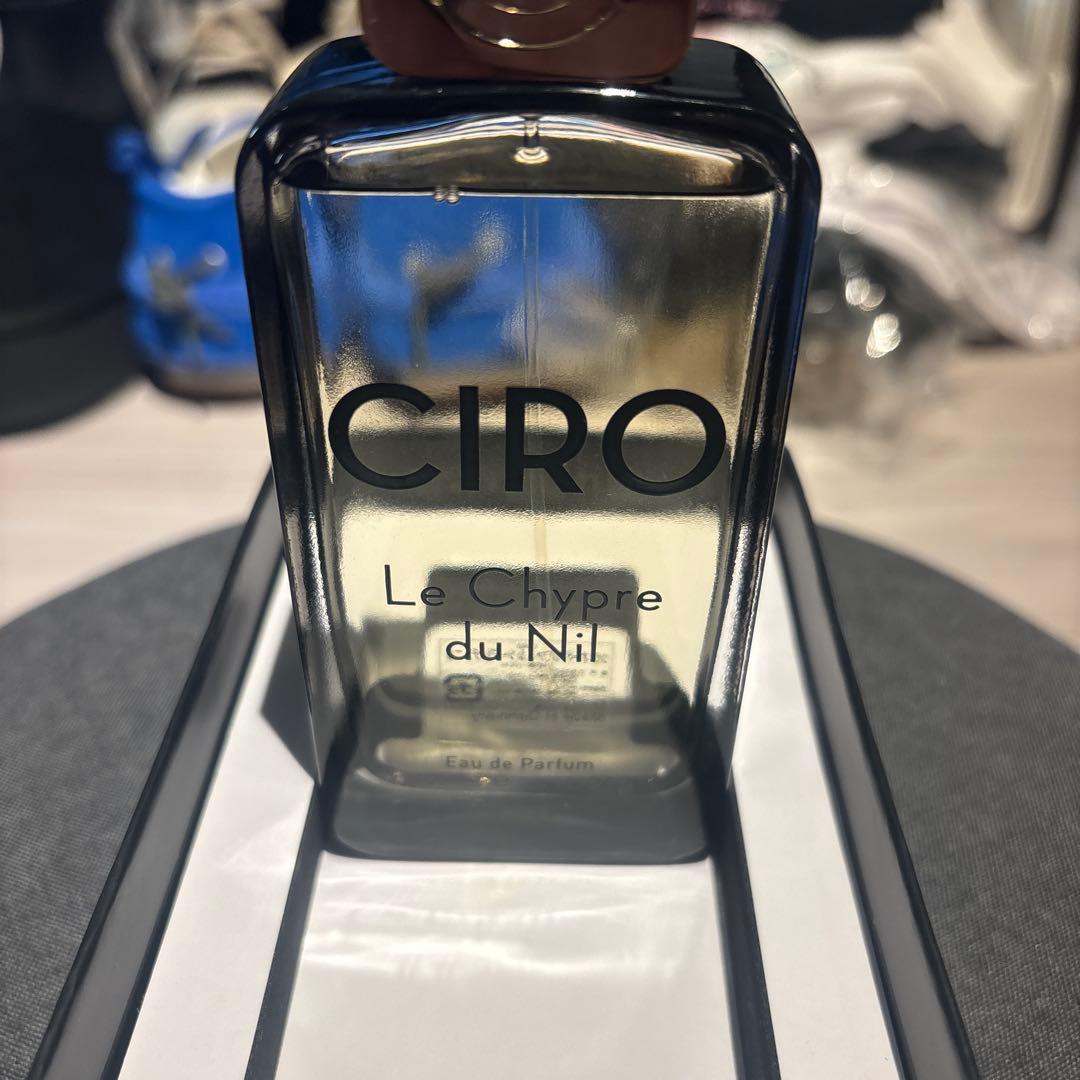 CIRO
Le Chypre
du Nil
Eau de Parfum